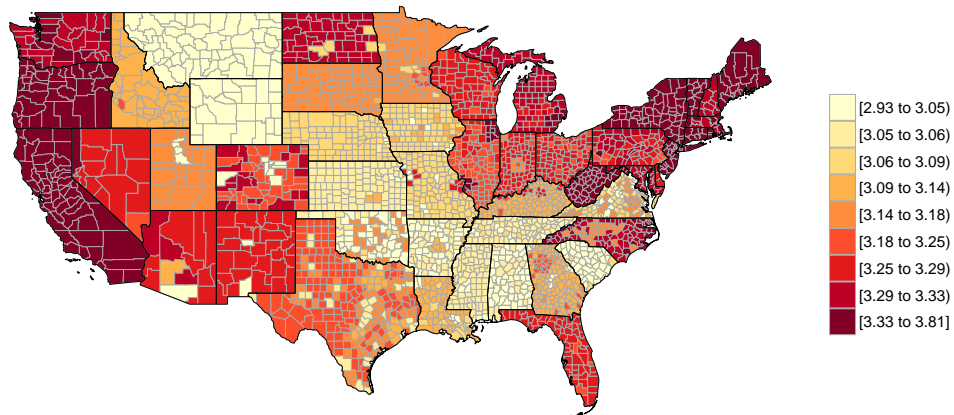 [2.93 to 3.05)
[3.05 to 3.06)
[3.06 to 3.09)
[3.09 to 3.14)
[3.14 to 3.18)
[3.18 to 3.25)
[3.25 to 3.29)
[3.29 to 3.33)
[3.33 to 3.81]